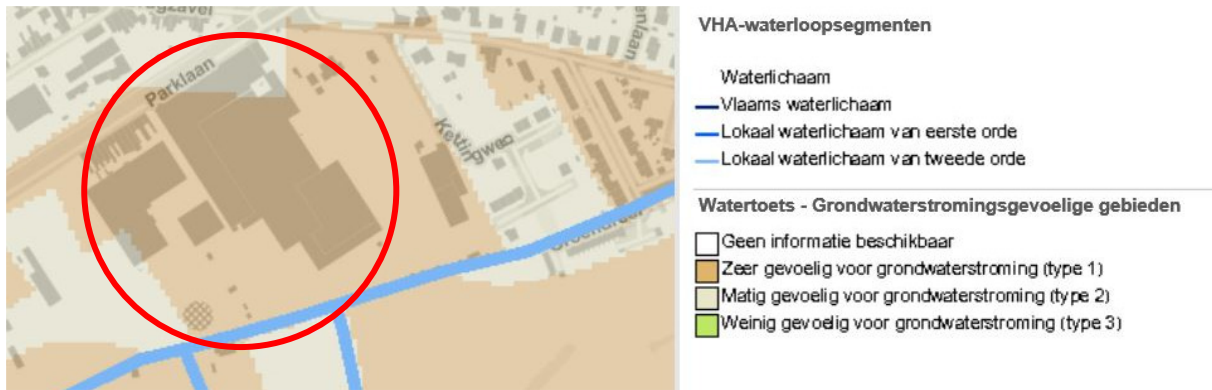 Parklaan
VHA-waterloopsegmenten
Waterlichaam
Vlaams waterlichaam
Lokaal waterlichaam van eerste orde
Lokaal waterlichaam van tweede orde
Watertoets - Grondwaterstromingsgevoelige gebieden
Geen informatie beschikbaar
Zeer gevoelig voor grondwaterstroming (type 1)
Matig gevoelig voor grondwaterstroming (type 2)
Weinig gevoelig voor grondwaterstroming (type 3)